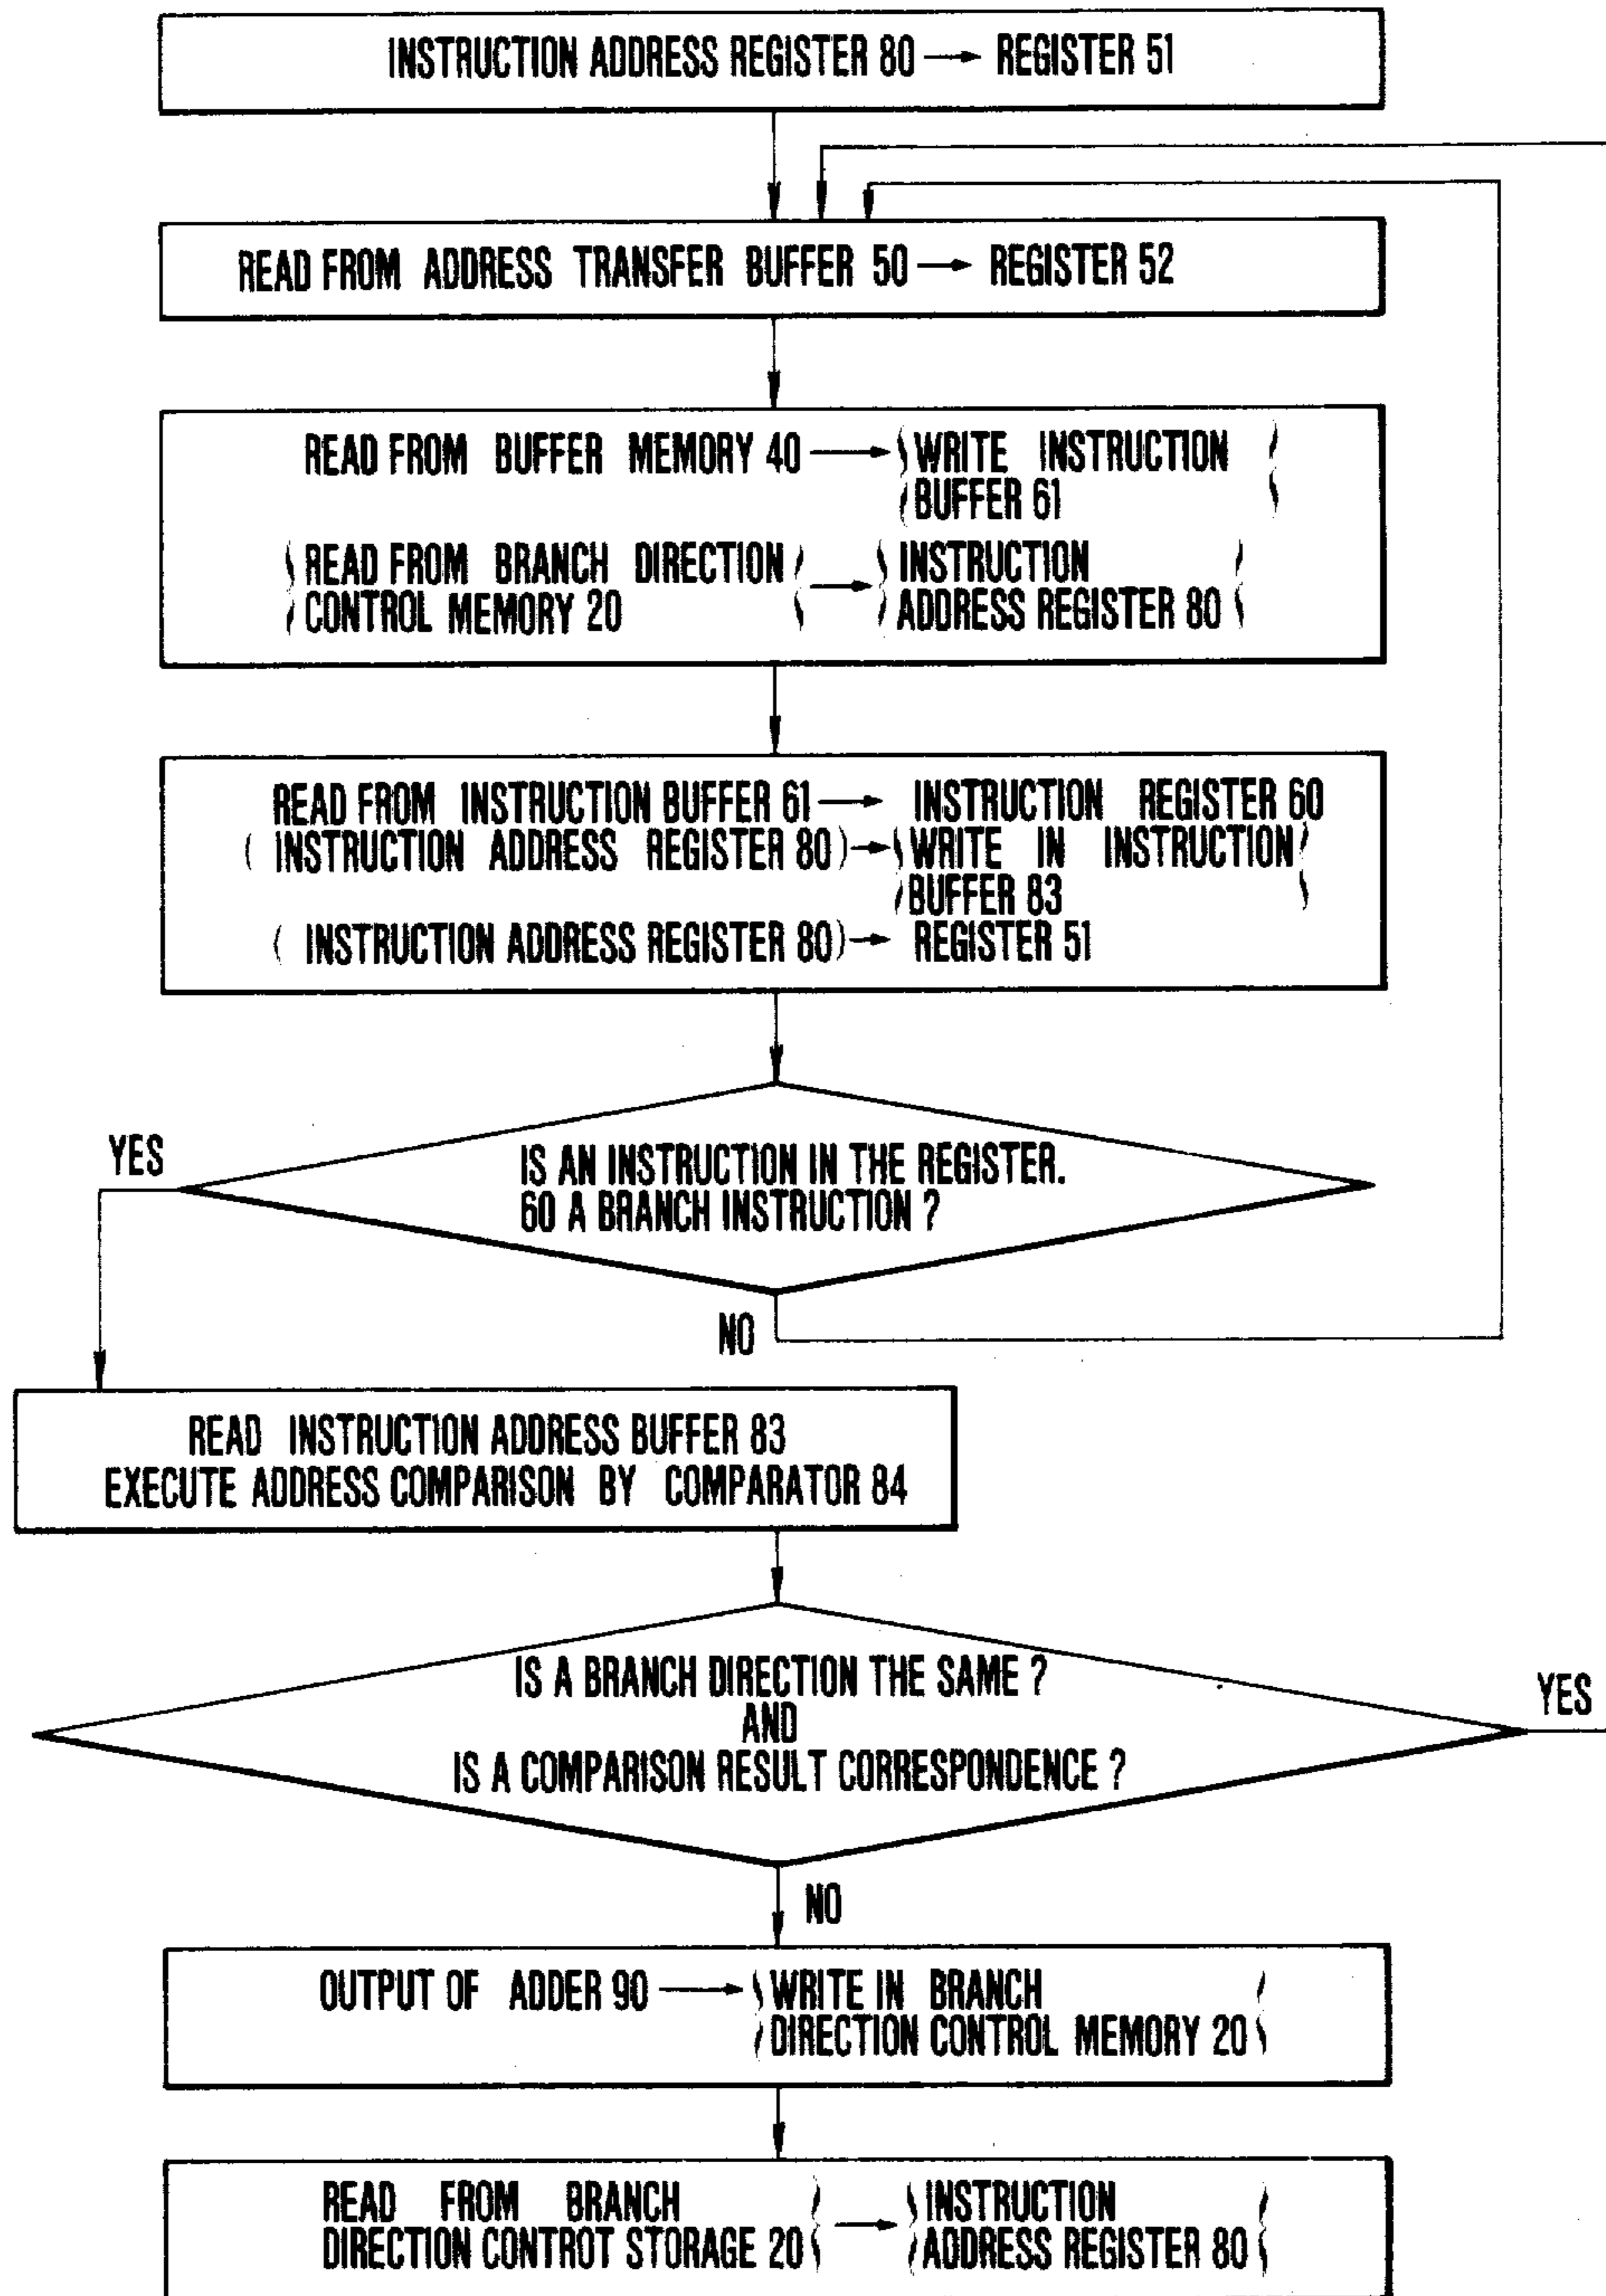 INSTRUCTION ADDRESS REGISTER 80 → REGISTER 51
READ FROM ADDRESS TRANSFER BUFFER 50 → REGISTER 52
READ FROM BUFFER MEMORY 40 → { WRITE INSTRUCTION }
BUFFER 61
{ READ FROM BRANCH DIRECTION } → { INSTRUCTION }
CONTROL MEMORY 20 ADDRESS REGISTER 80
READ FROM INSTRUCTION BUFFER 61 → INSTRUCTION REGISTER 60
( INSTRUCTION ADDRESS REGISTER 80) → { WRITE IN INSTRUCTION }
BUFFER 83
( INSTRUCTION ADDRESS REGISTER 80) → REGISTER 51
YES
IS AN INSTRUCTION IN THE REGISTER.
60 A BRANCH INSTRUCTION ?
NO
READ INSTRUCTION ADDRESS BUFFER 83
EXECUTE ADDRESS COMPARISON BY COMPARATOR 84
IS A BRANCH DIRECTION THE SAME ?
YES
AND
IS A COMPARISON RESULT CORRESPONDENCE ?
NO
OUTPUT OF ADDER 90 → { WRITE IN BRANCH }
DIRECTION CONTROL MEMORY 20
READ FROM BRANCH } → { INSTRUCTION }
DIRECTION CONTROT STORAGE 20 ADDRESS REGISTER 80